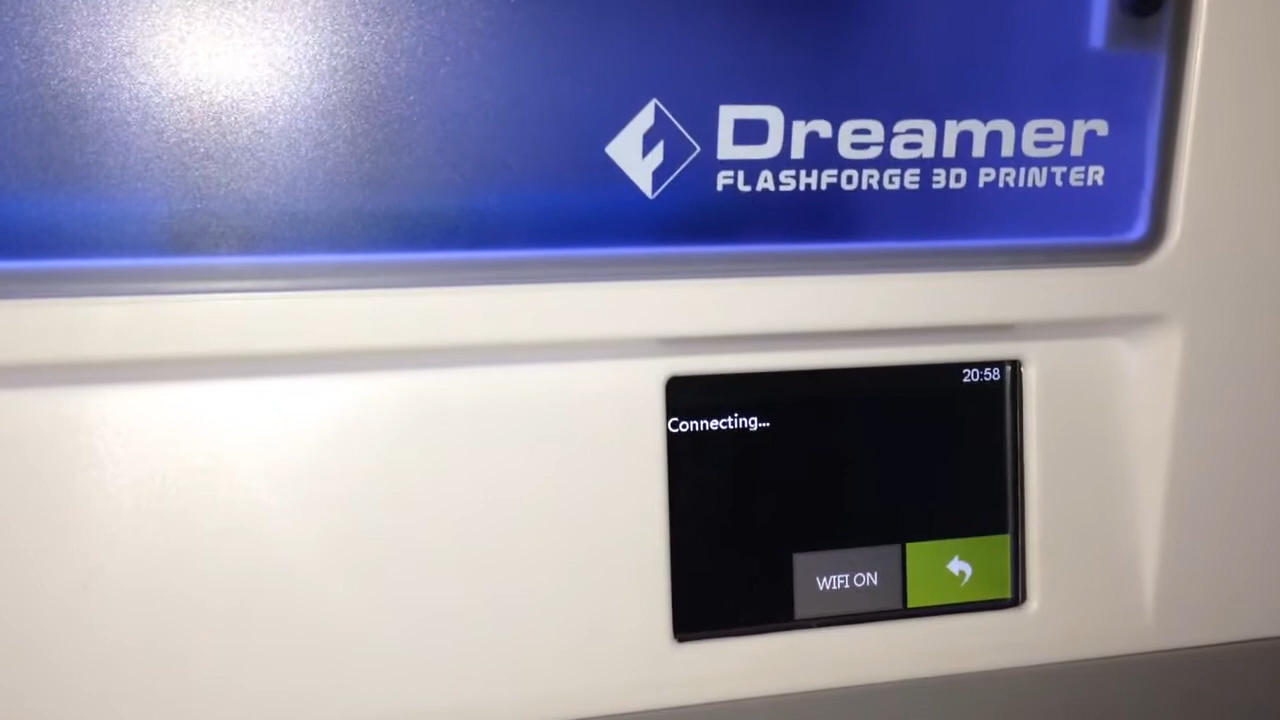 Dreamer
FLASHFORGE 3D PRINTER
20:58
Connecting...
WIFI ON